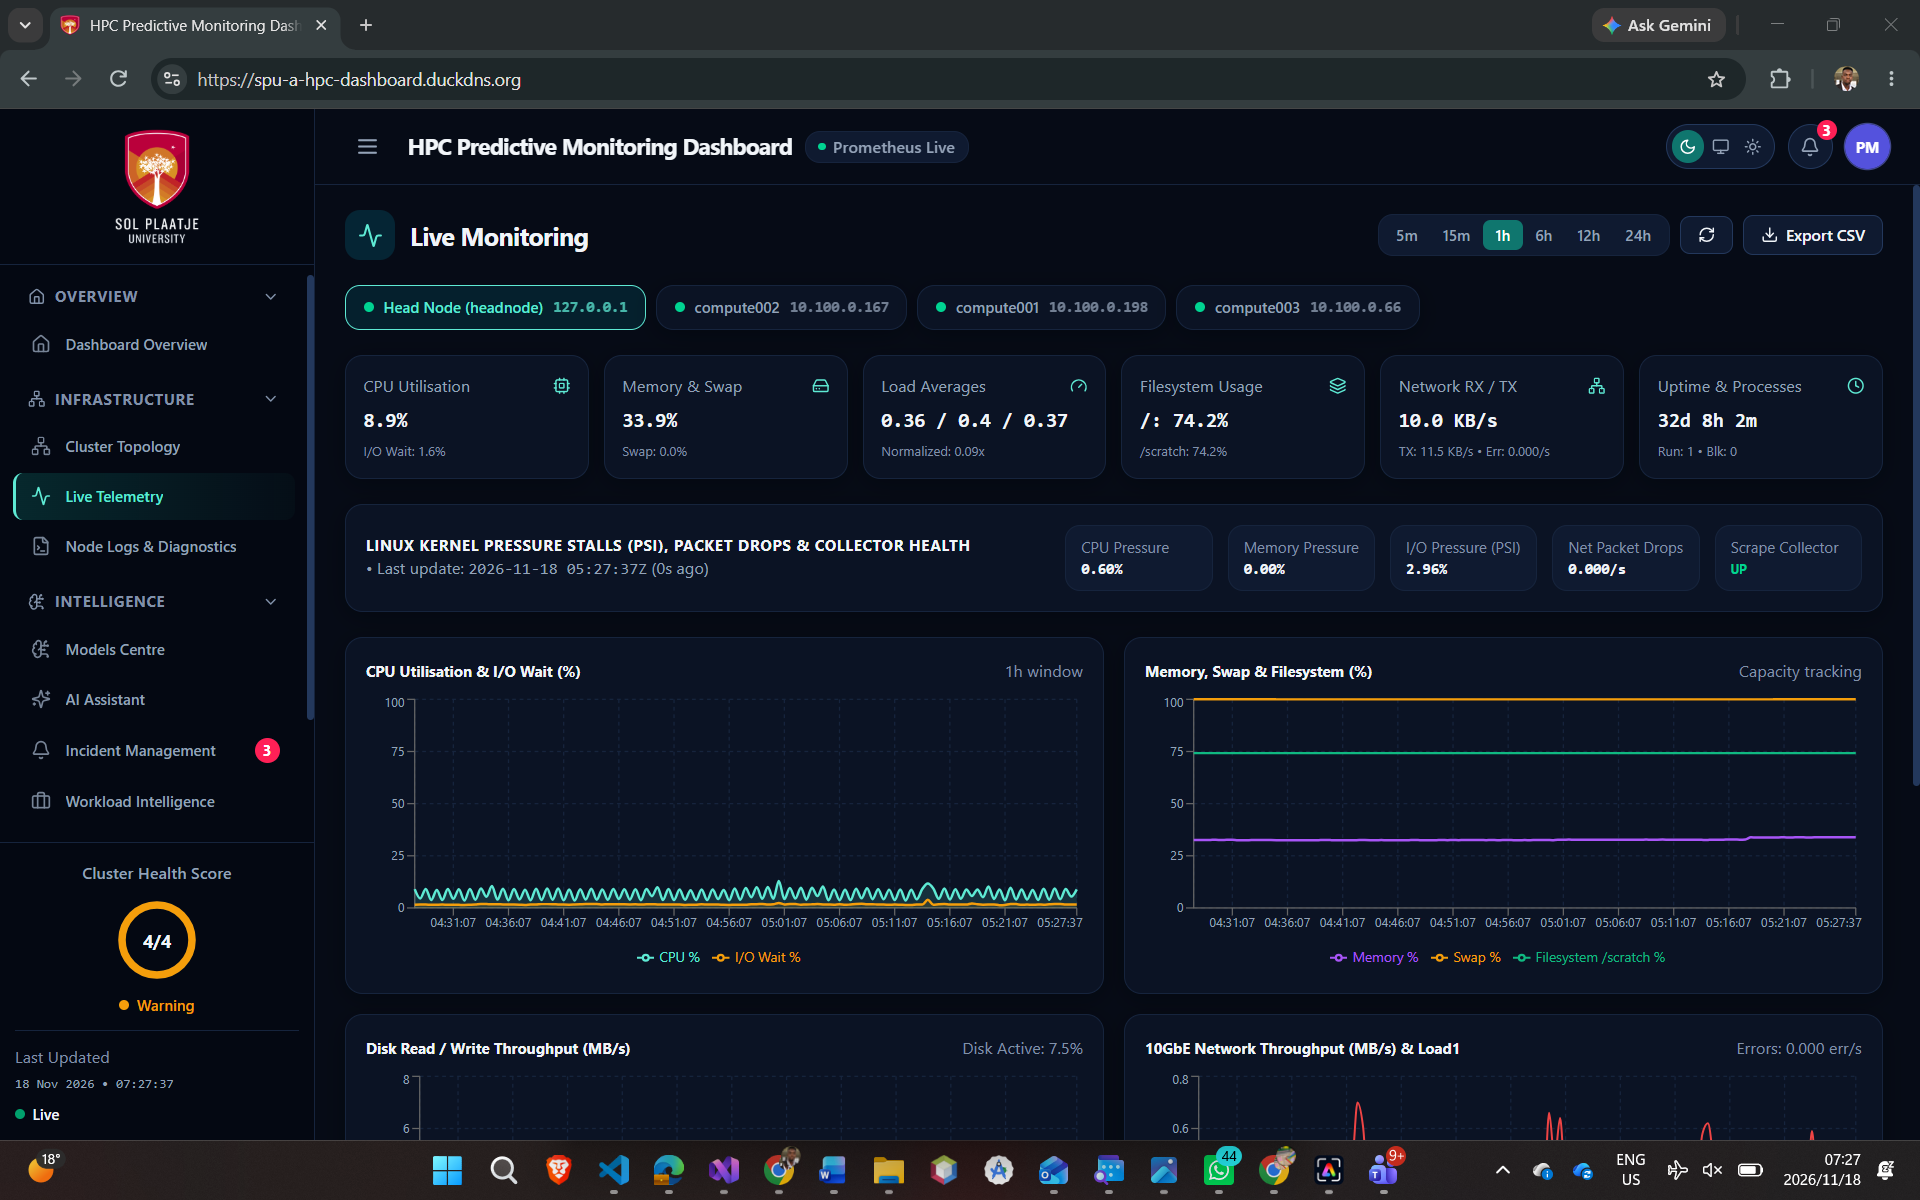 HPC Predictive Monitoring Dash
Ask Gemini
https://spu-a-hpc-dashboard.duckdns.org
SOL PLAATJE
UNIVERSITY
HPC Predictive Monitoring Dashboard
Prometheus Live
3
PM
OVERVIEW
Dashboard Overview
INFRASTRUCTURE
Cluster Topology
Live Telemetry
Node Logs & Diagnostics
INTELLIGENCE
Models Centre
AI Assistant
Incident Management 3
Workload Intelligence
Cluster Health Score
4/4
Warning
Last Updated
18 Nov 2026 • 07:27:37
Live
Live Monitoring
5m 15m 1h 6h 12h 24h
Export CSV
Head Node (headnode) 127.0.0.1
compute002 10.100.0.167
compute001 10.100.0.198
compute003 10.100.0.66
CPU Utilisation
8.9%
I/O Wait: 1.6%
Memory & Swap
33.9%
Swap: 0.0%
Load Averages
0.36 / 0.4 / 0.37
Normalized: 0.09x
Filesystem Usage
/: 74.2%
/scratch: 74.2%
Network RX / TX
10.0 KB/s
TX: 11.5 KB/s • Err: 0.000/s
Uptime & Processes
32d 8h 2m
Run: 1 • Blk: 0
LINUX KERNEL PRESSURE STALLS (PSI), PACKET DROPS & COLLECTOR HEALTH
• Last update: 2026-11-18 05:27:37Z (0s ago)
CPU Pressure
0.60%
Memory Pressure
0.00%
I/O Pressure (PSI)
2.96%
Net Packet Drops
0.000/s
Scrape Collector
UP
CPU Utilisation & I/O Wait (%)
1h window
100
75
50
25
0
04:31:07 04:36:07 04:41:07 04:46:07 04:51:07 04:56:07 05:01:07 05:06:07 05:11:07 05:16:07 05:21:07 05:27:37
CPU % I/O Wait %
Memory, Swap & Filesystem (%)
Capacity tracking
100
75
50
25
0
04:31:07 04:36:07 04:41:07 04:46:07 04:51:07 04:56:07 05:01:07 05:06:07 05:11:07 05:16:07 05:21:07 05:27:37
Memory % Swap % Filesystem /scratch %
Disk Read / Write Throughput (MB/s)
Disk Active: 7.5%
8
6
10GbE Network Throughput (MB/s) & Load1
Errors: 0.000 err/s
0.8
0.6
18°
44
9+
ENG
US
07:27
2026/11/18